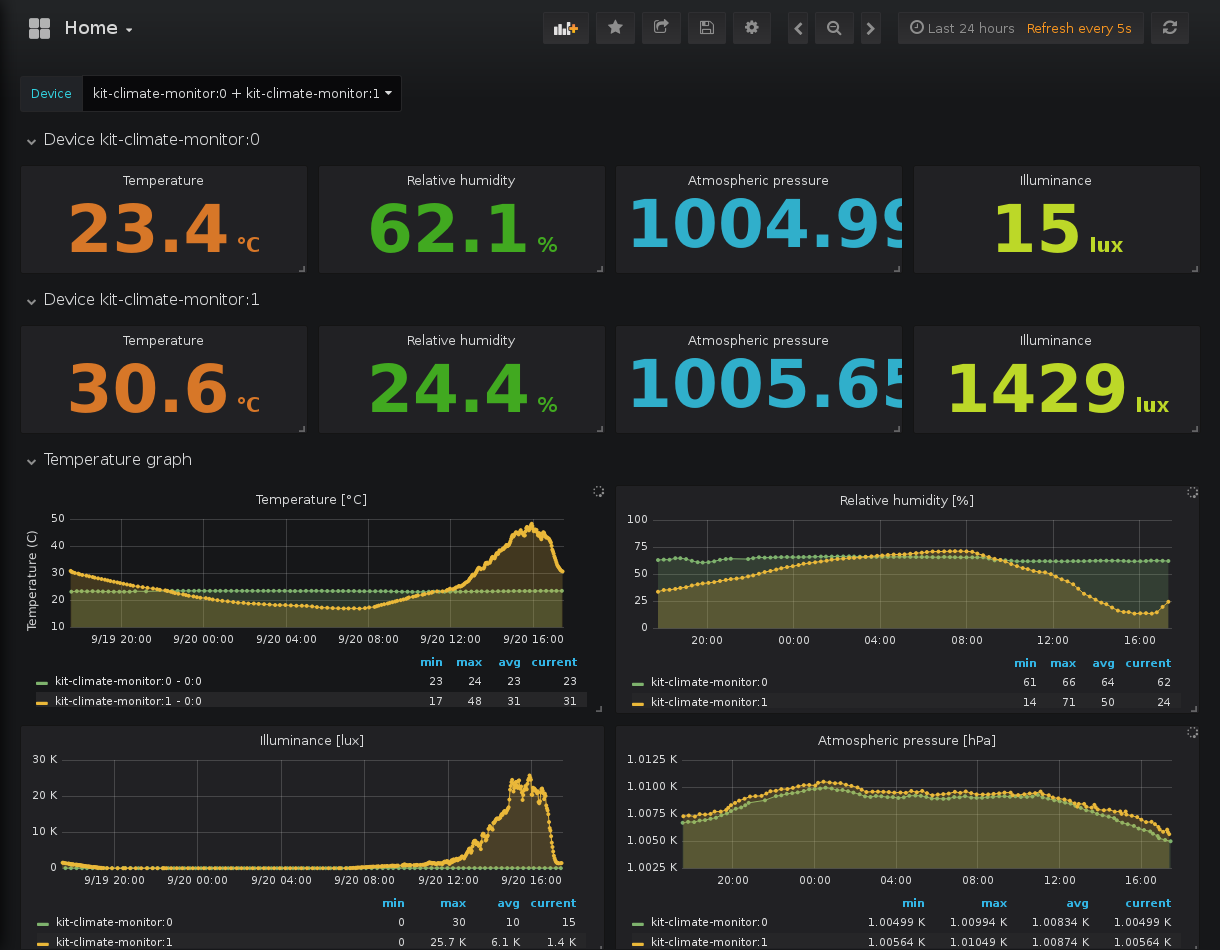 Home
Last 24 hours Refresh every 5s
Device kit-climate-monitor:0 + kit-climate-monitor:1
Device kit-climate-monitor:0
Temperature Relative humidity Atmospheric pressure Illuminance
23.4 °C 62.1 % 1004.99 15 lux
Device kit-climate-monitor:1
Temperature Relative humidity Atmospheric pressure Illuminance
30.6 °C 24.4 % 1005.65 1429 lux
Temperature graph
Temperature [°C]
Temperature (C)
50
40
30
20
10
9/19 20:00 9/20 00:00 9/20 04:00 9/20 08:00 9/20 12:00 9/20 16:00
min max avg current
kit-climate-monitor:0 - 0:0 23 24 23 23
kit-climate-monitor:1 - 0:0 17 48 31 31
Relative humidity [%]
100
75
50
25
0
20:00 00:00 04:00 08:00 12:00 16:00
min max avg current
kit-climate-monitor:0 61 66 64 62
kit-climate-monitor:1 14 71 50 24
Illuminance [lux]
30 K
20 K
10 K
0
9/19 20:00 9/20 00:00 9/20 04:00 9/20 08:00 9/20 12:00 9/20 16:00
min max avg current
kit-climate-monitor:0 0 30 10 15
kit-climate-monitor:1 0 25.7 K 6.1 K 1.4 K
Atmospheric pressure [hPa]
1.0125 K
1.0100 K
1.0075 K
1.0050 K
1.0025 K
20:00 00:00 04:00 08:00 12:00 16:00
min max avg current
kit-climate-monitor:0 1.00499 K 1.00994 K 1.00834 K 1.00499 K
kit-climate-monitor:1 1.00564 K 1.01049 K 1.00874 K 1.00564 K